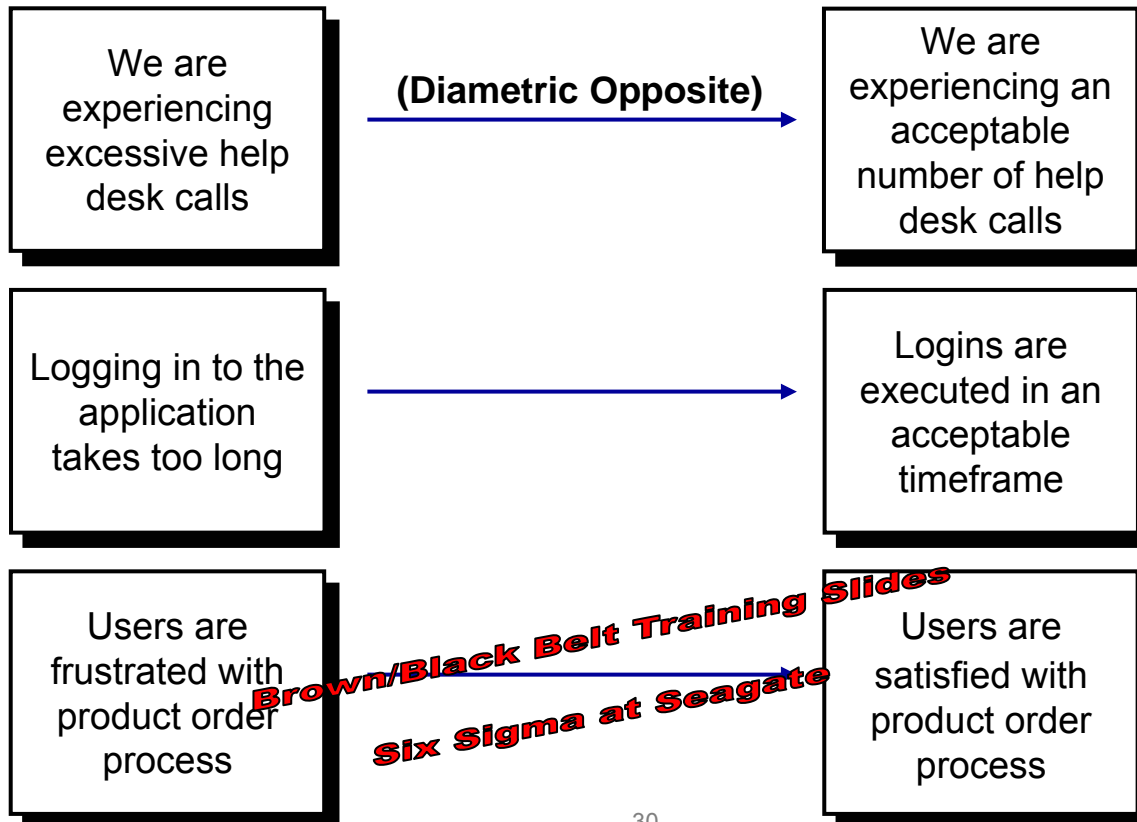 We are
experiencing
excessive help
desk calls
(Diametric Opposite)
We are
experiencing an
acceptable
number of help
desk calls
Logging in to the
application
takes too long
Logins are
executed in an
acceptable
timeframe
Users are
frustrated with
product order
process
Brown/Black Belt Training Slides
Six Sigma at Seagate
Users are
satisfied with
product order
process
30